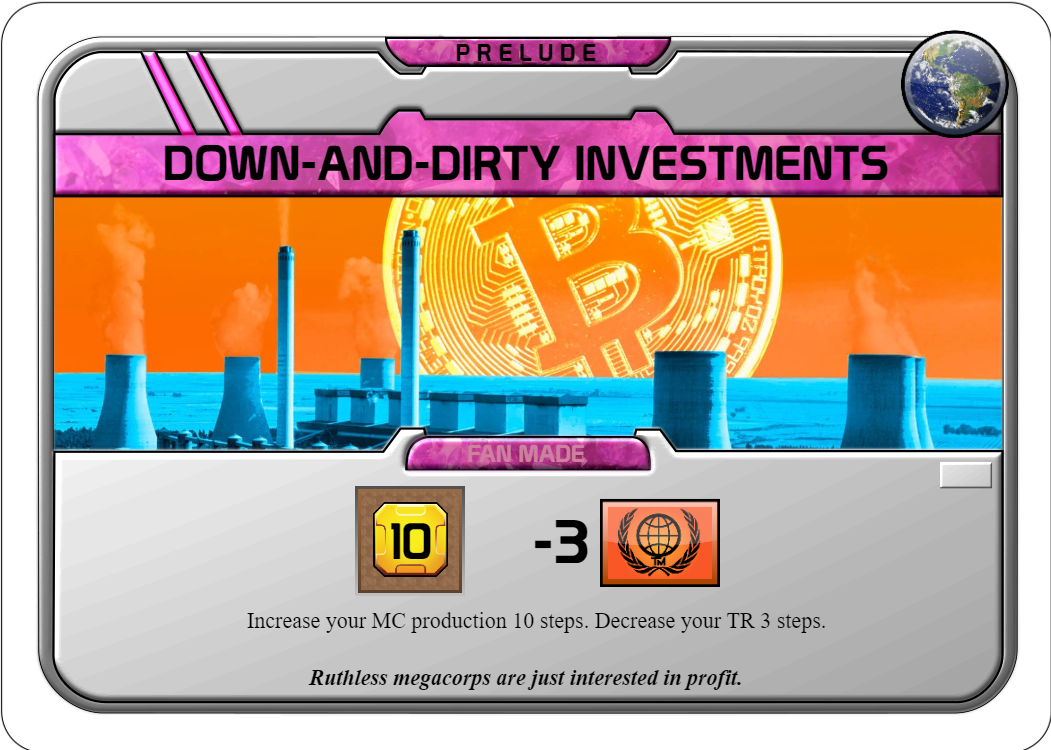 PRELUDE
DOWN-AND-DIRTY INVESTMENTS
FAN MADE
10 -3
TM
Increase your MC production 10 steps. Decrease your TR 3 steps.
Ruthless megacorps are just interested in profit.